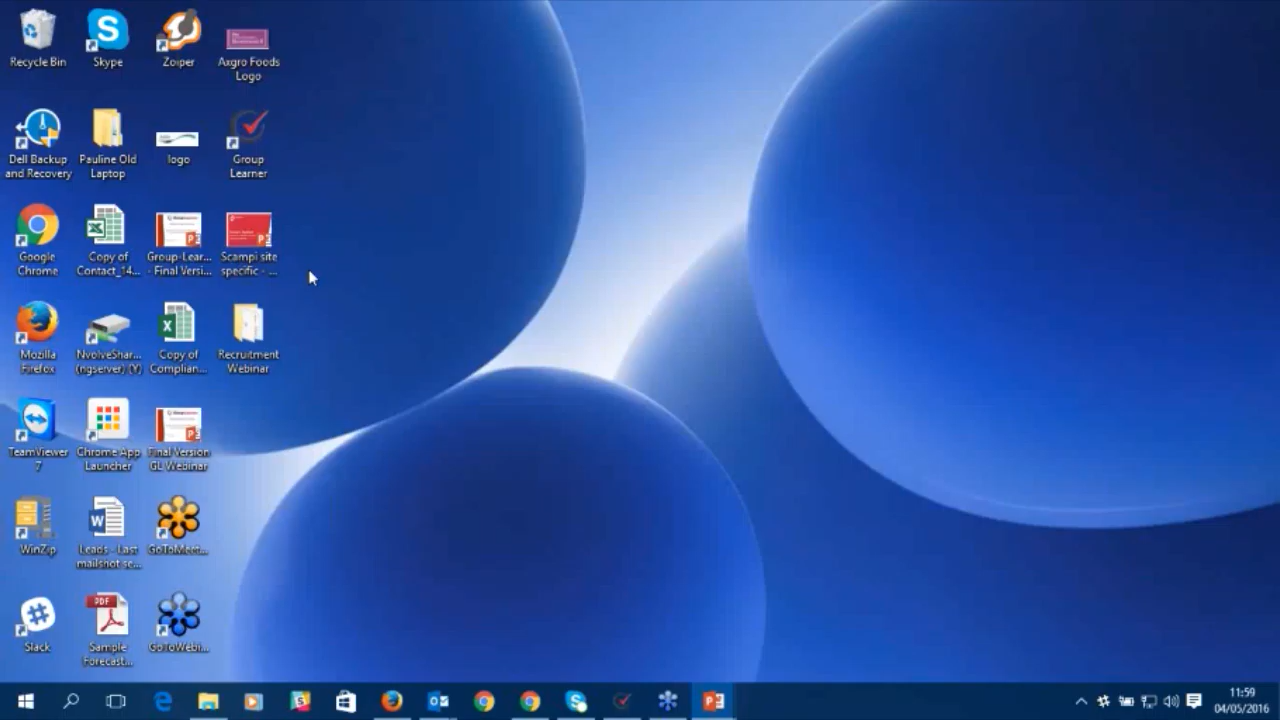 Recycle Bin
Skype
Zoiper
Axgro Foods
Logo
Dell Backup
and Recovery
Pauline Old
Laptop
logo
Group
Learner
Google
Chrome
Copy of
Contact_14...
Group-Lear...
- Final Versi...
Scampi site
specific - ...
Mozilla
Firefox
NvolveShar...
(ngserver) (Y)
Copy of
Complian...
Recruitment
Webinar
TeamViewer
7
Chrome App
Launcher
Final Version
GL Webinar
WinZip
Leads - Last
mailshot se...
GoToMeet...
Slack
PDF
Sample
Forecast...
GoToWebi...
11:59
04/05/2016